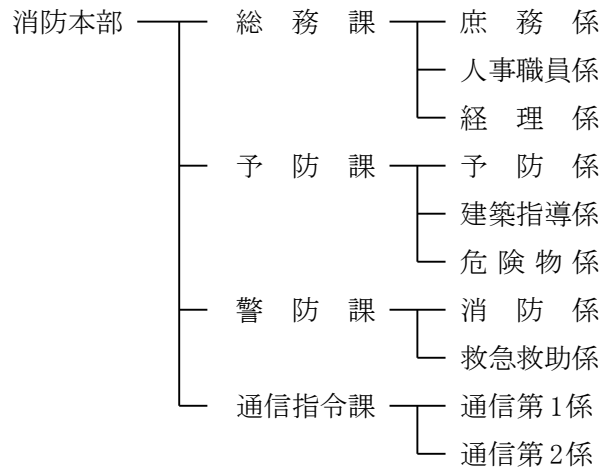 消防本部 総務課 庶務係
人事職員係
経理係
予防課 予防係
建築指導係
危険物係
警防課 消防係
救急救助係
通信指令課 通信第1係
通信第2係